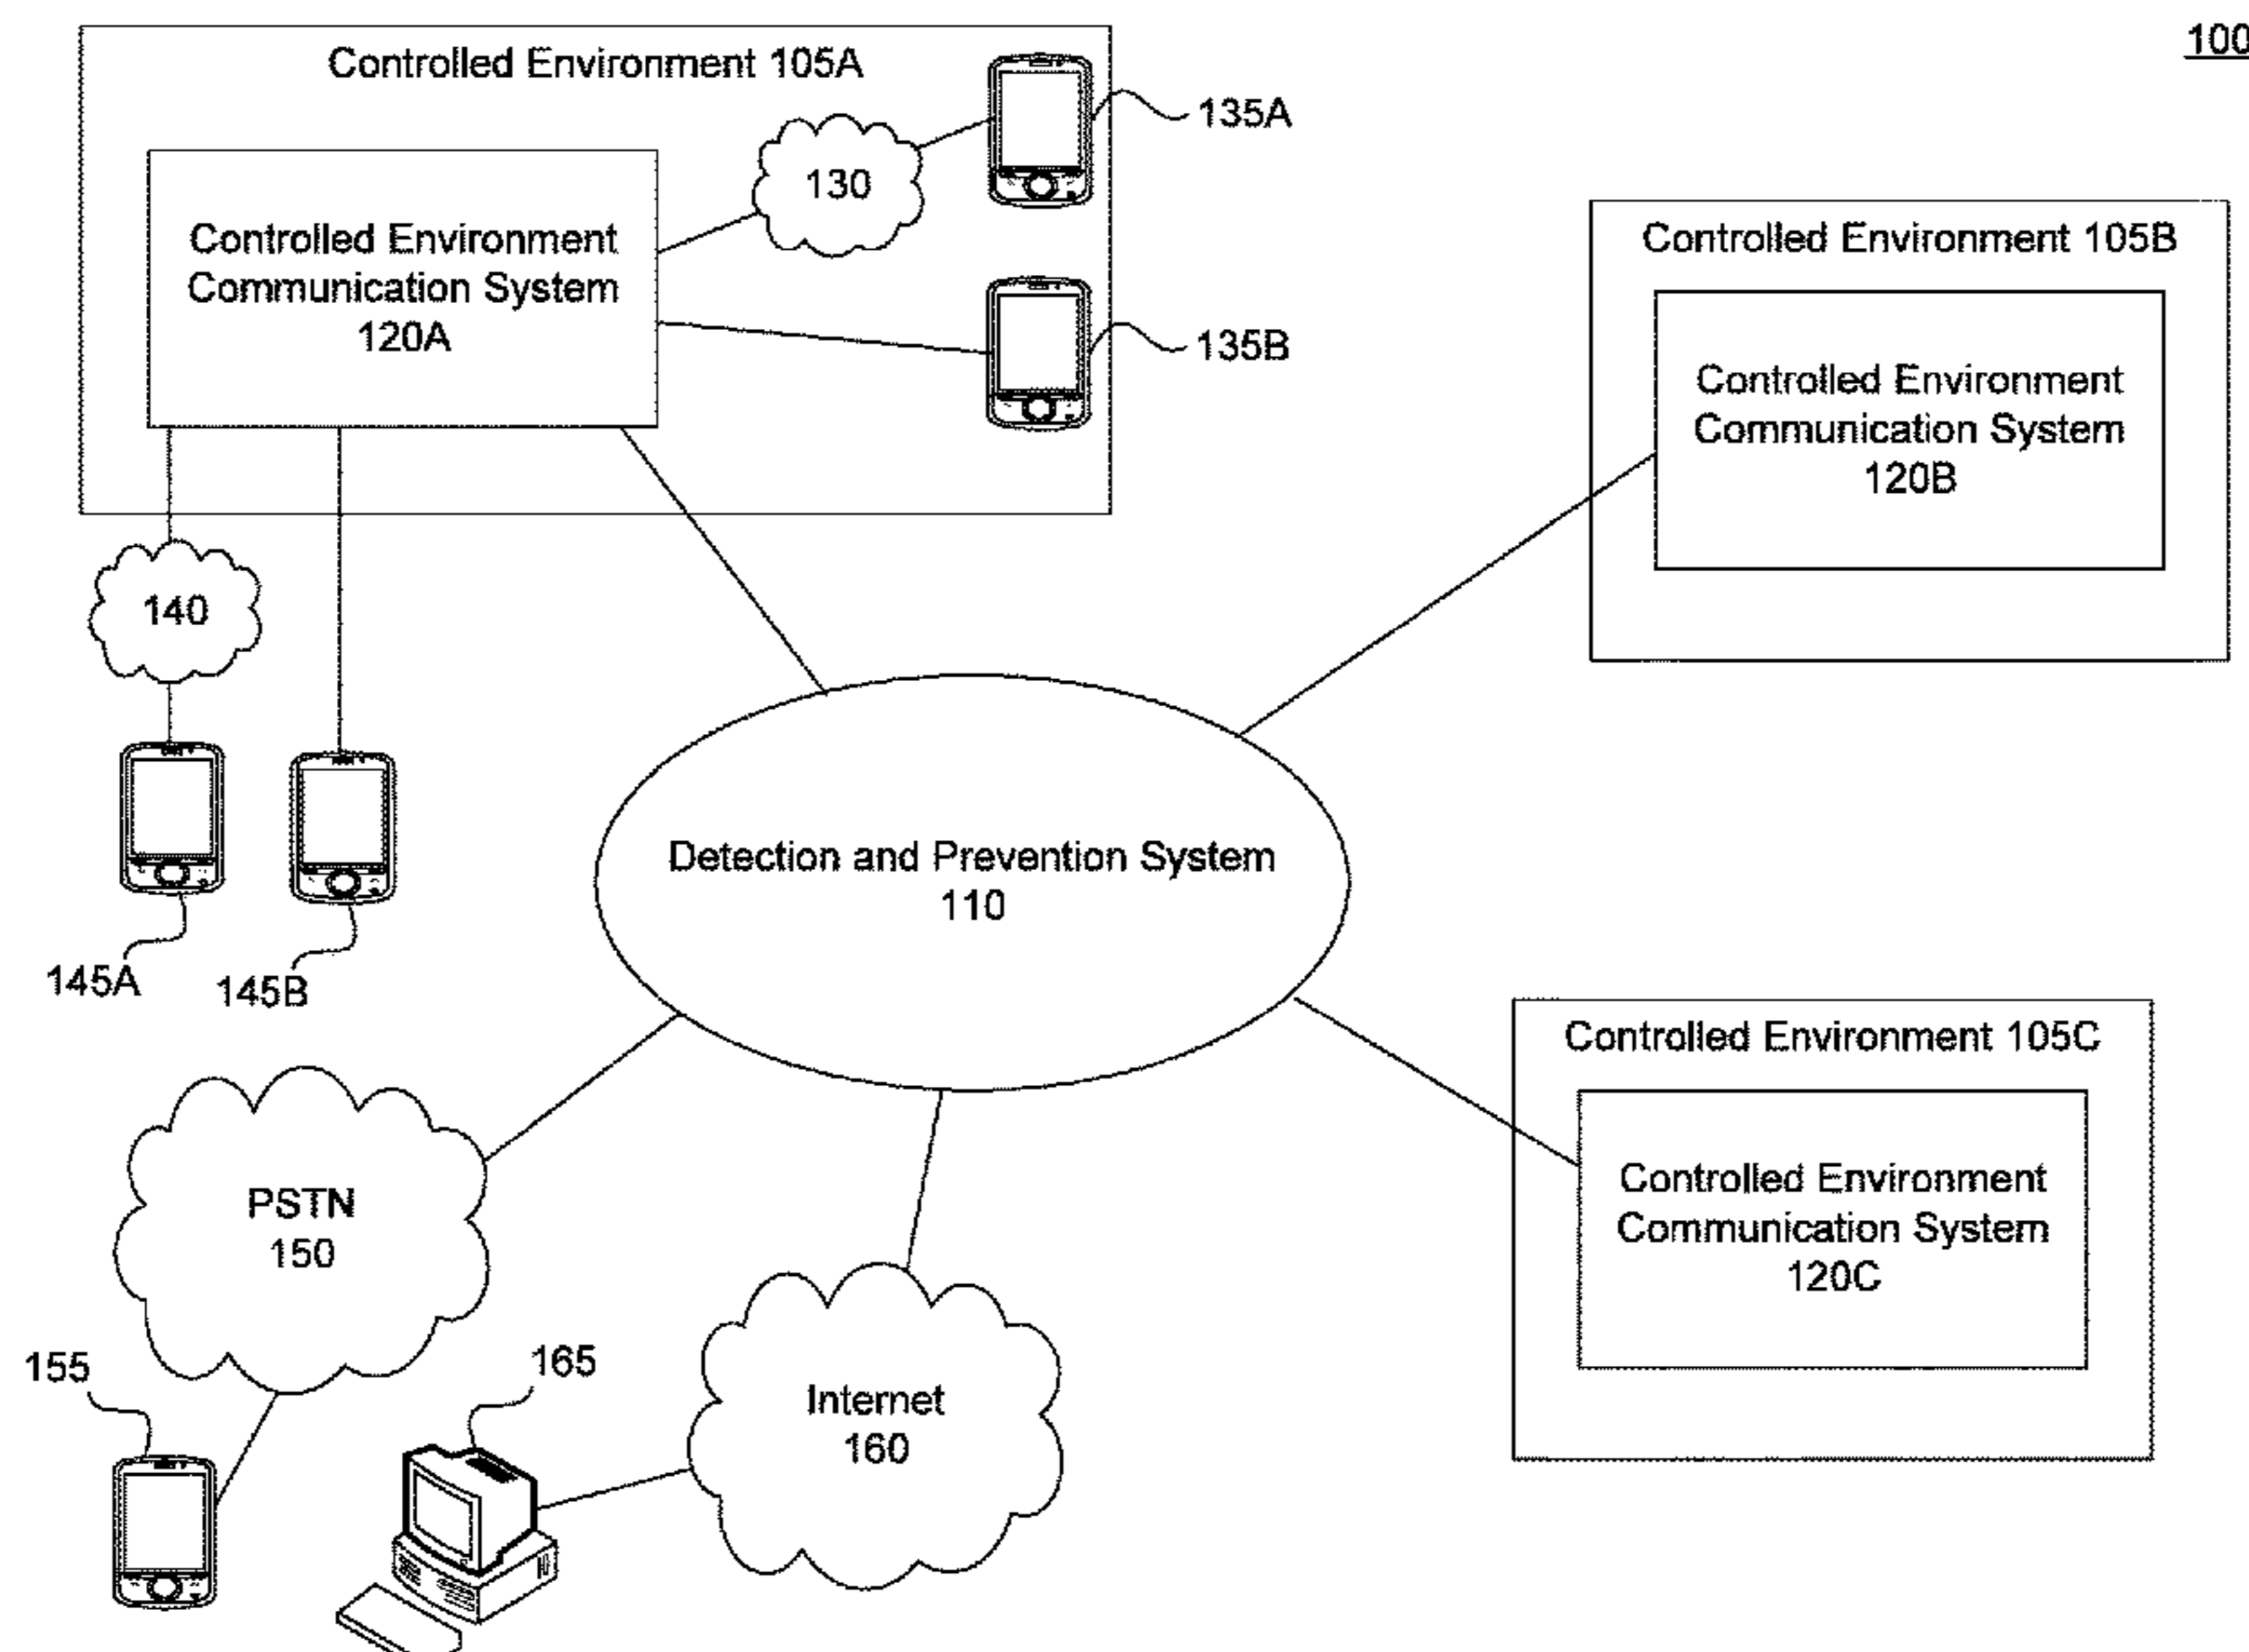 100
Controlled Environment 105A
135A
130
Controlled Environment
Communication System
120A
135B
Controlled Environment 105B
Controlled Environment
Communication System
120B
140
145A
145B
Detection and Prevention System
110
Controlled Environment 105C
Controlled Environment
Communication System
120C
PSTN
150
155
165
Internet
160